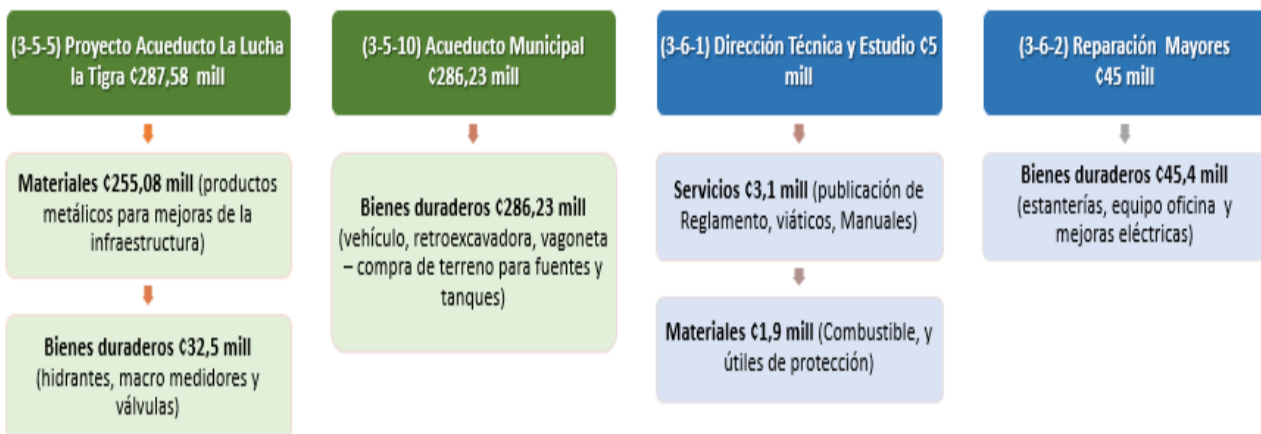 (3-5-5) Proyecto Acueducto La Lucha
la Tigra ¢287,58 mill
Materiales ¢255,08 mill (productos
metálicos para mejoras de la
infraestructura)
Bienes duraderos ¢32,5 mill
(hidrantes, macro medidores y
válvulas)
(3-5-10) Acueducto Municipal
¢286,23 mill
Bienes duraderos ¢286,23 mill
(vehículo, retroexcavadora, vagoneta
– compra de terreno para fuentes y
tanques)
(3-6-1) Dirección Técnica y Estudio ¢5
mill
Servicios ¢3,1 mill (publicación de
Reglamento, viáticos, Manuales)
Materiales ¢1,9 mill (Combustible, y
útiles de protección)
(3-6-2) Reparación Mayores
¢45 mill
Bienes duraderos ¢45,4 mill
(estanterías, equipo oficina y
mejoras eléctricas)